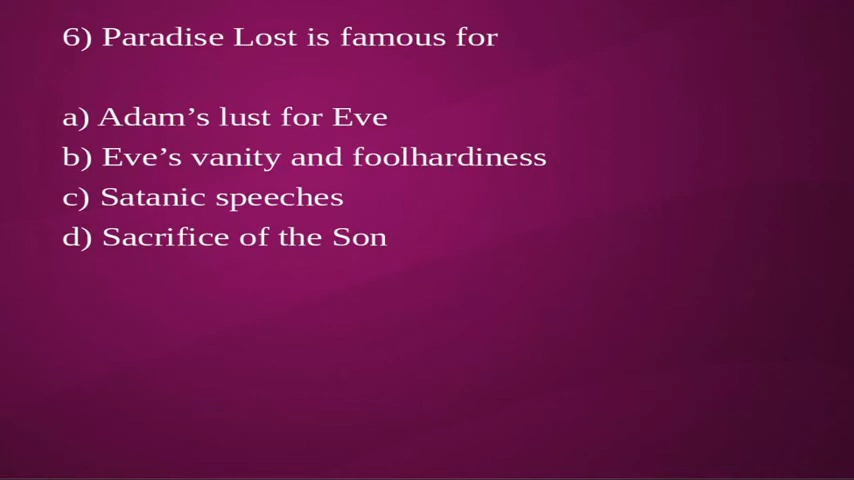 6) Paradise Lost is famous for
a) Adam’s lust for Eve
b) Eve’s vanity and foolhardiness
c) Satanic speeches
d) Sacrifice of the Son